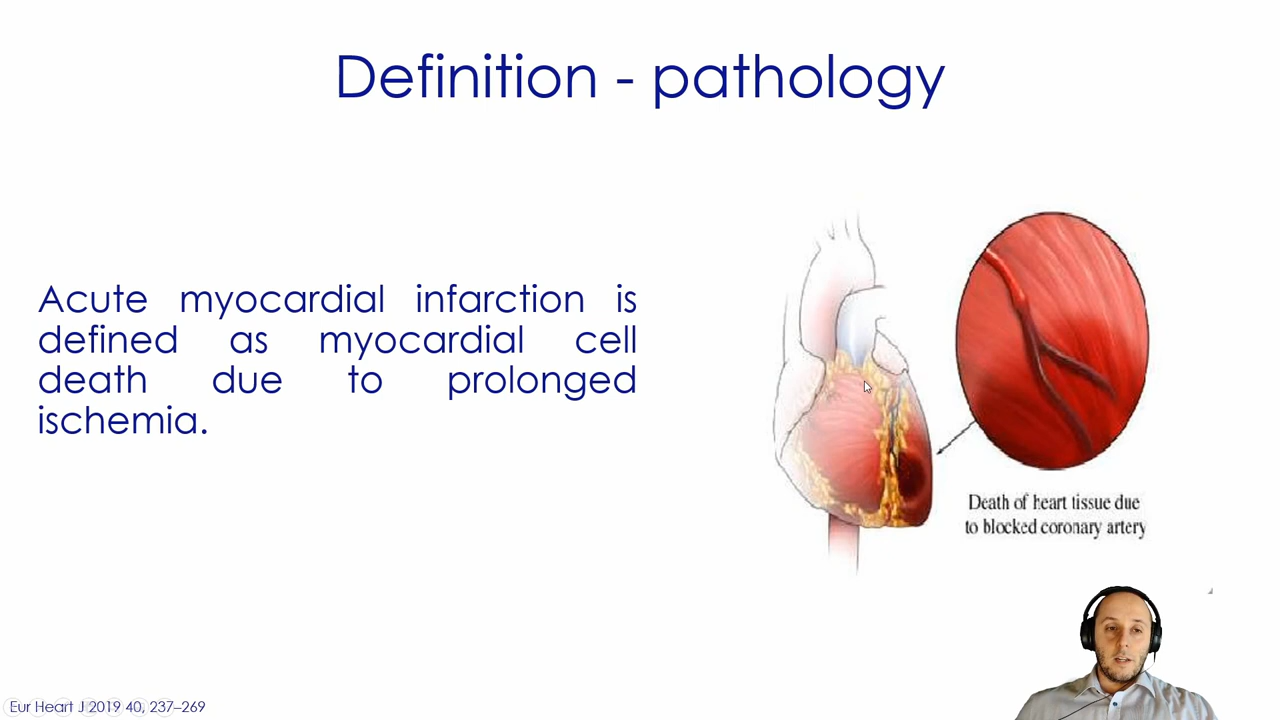 Definition - pathology
Acute myocardial infarction is
defined as myocardial cell
death due to prolonged
ischemia.
Death of heart tissue due
to blocked coronary artery
Eur Heart J 2019 40, 237–269